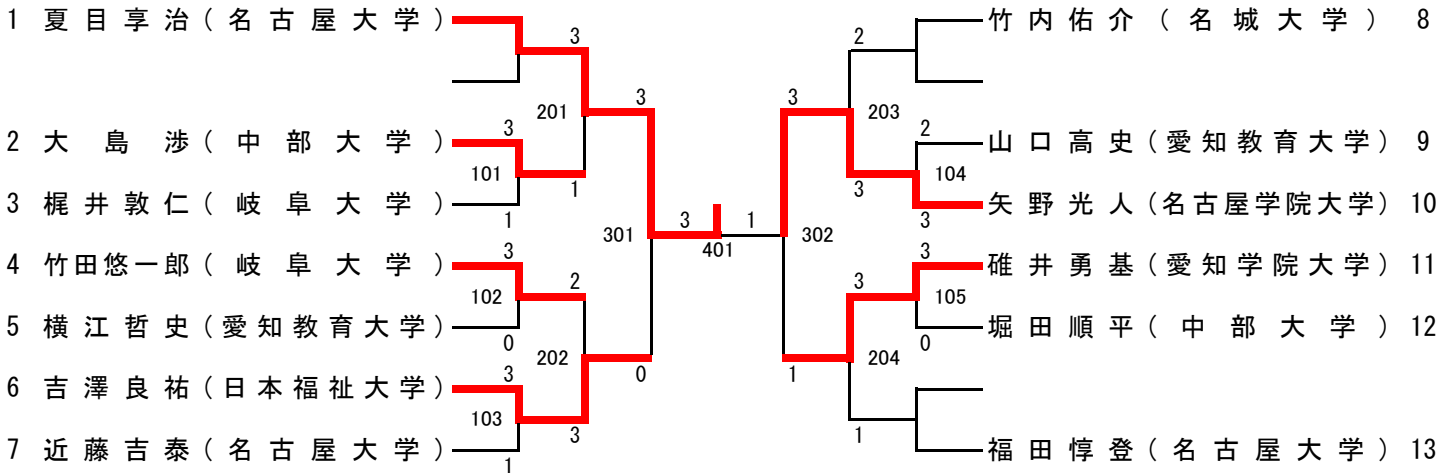 1 夏目享治(名古屋大学)
2 大島渉(中部大学)
3 梶井敦仁(岐阜大学)
4 竹田悠一郎(岐阜大学)
5 横江哲史(愛知教育大学)
6 吉澤良祐(日本福祉大学)
7 近藤吉泰(名古屋大学)
3
201
3
101
1
1
3
102
0
2
202
3
103
1
3
3
301
0
3
401
1
3
302
1
2
203
3
2
104
3
3
105
0
3
204
1
竹内佑介(名城大学) 8
山口高史(愛知教育大学) 9
矢野光人(名古屋学院大学) 10
碓井勇基(愛知学院大学) 11
堀田順平(中部大学) 12
福田惇登(名古屋大学) 13